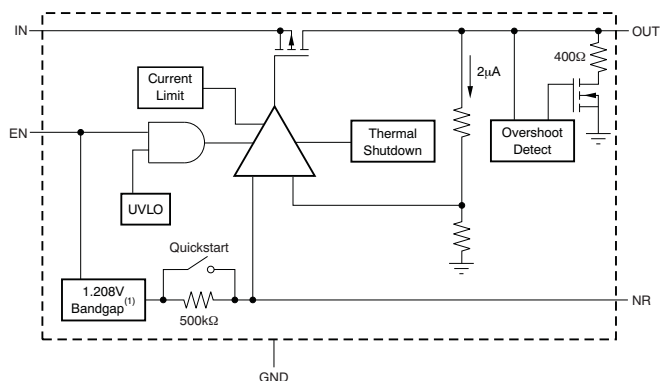 IN
OUT
400Ω
2μA
Current
Limit
EN
Thermal
Shutdown
Overshoot
Detect
UVLO
Quickstart
1.208V
Bandgap(1)
500kΩ
NR
GND